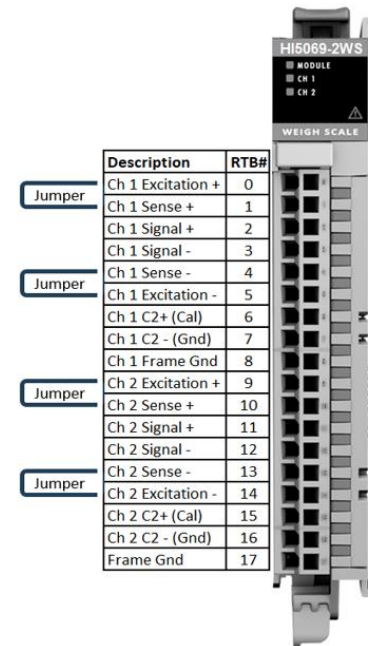 HI5069-2WS
MODULE
CH 1
CH 2
WEIGH SCALE
Description RTB#
Ch 1 Excitation + 0
Ch 1 Sense + 1
Ch 1 Signal + 2
Ch 1 Signal - 3
Ch 1 Sense - 4
Ch 1 Excitation - 5
Ch 1 C2+ (Cal) 6
Ch 1 C2 - (Gnd) 7
Ch 1 Frame Gnd 8
Ch 2 Excitation + 9
Ch 2 Sense + 10
Ch 2 Signal + 11
Ch 2 Signal - 12
Ch 2 Sense - 13
Ch 2 Excitation - 14
Ch 2 C2+ (Cal) 15
Ch 2 C2 - (Gnd) 16
Frame Gnd 17
Jumper
Jumper
Jumper
Jumper